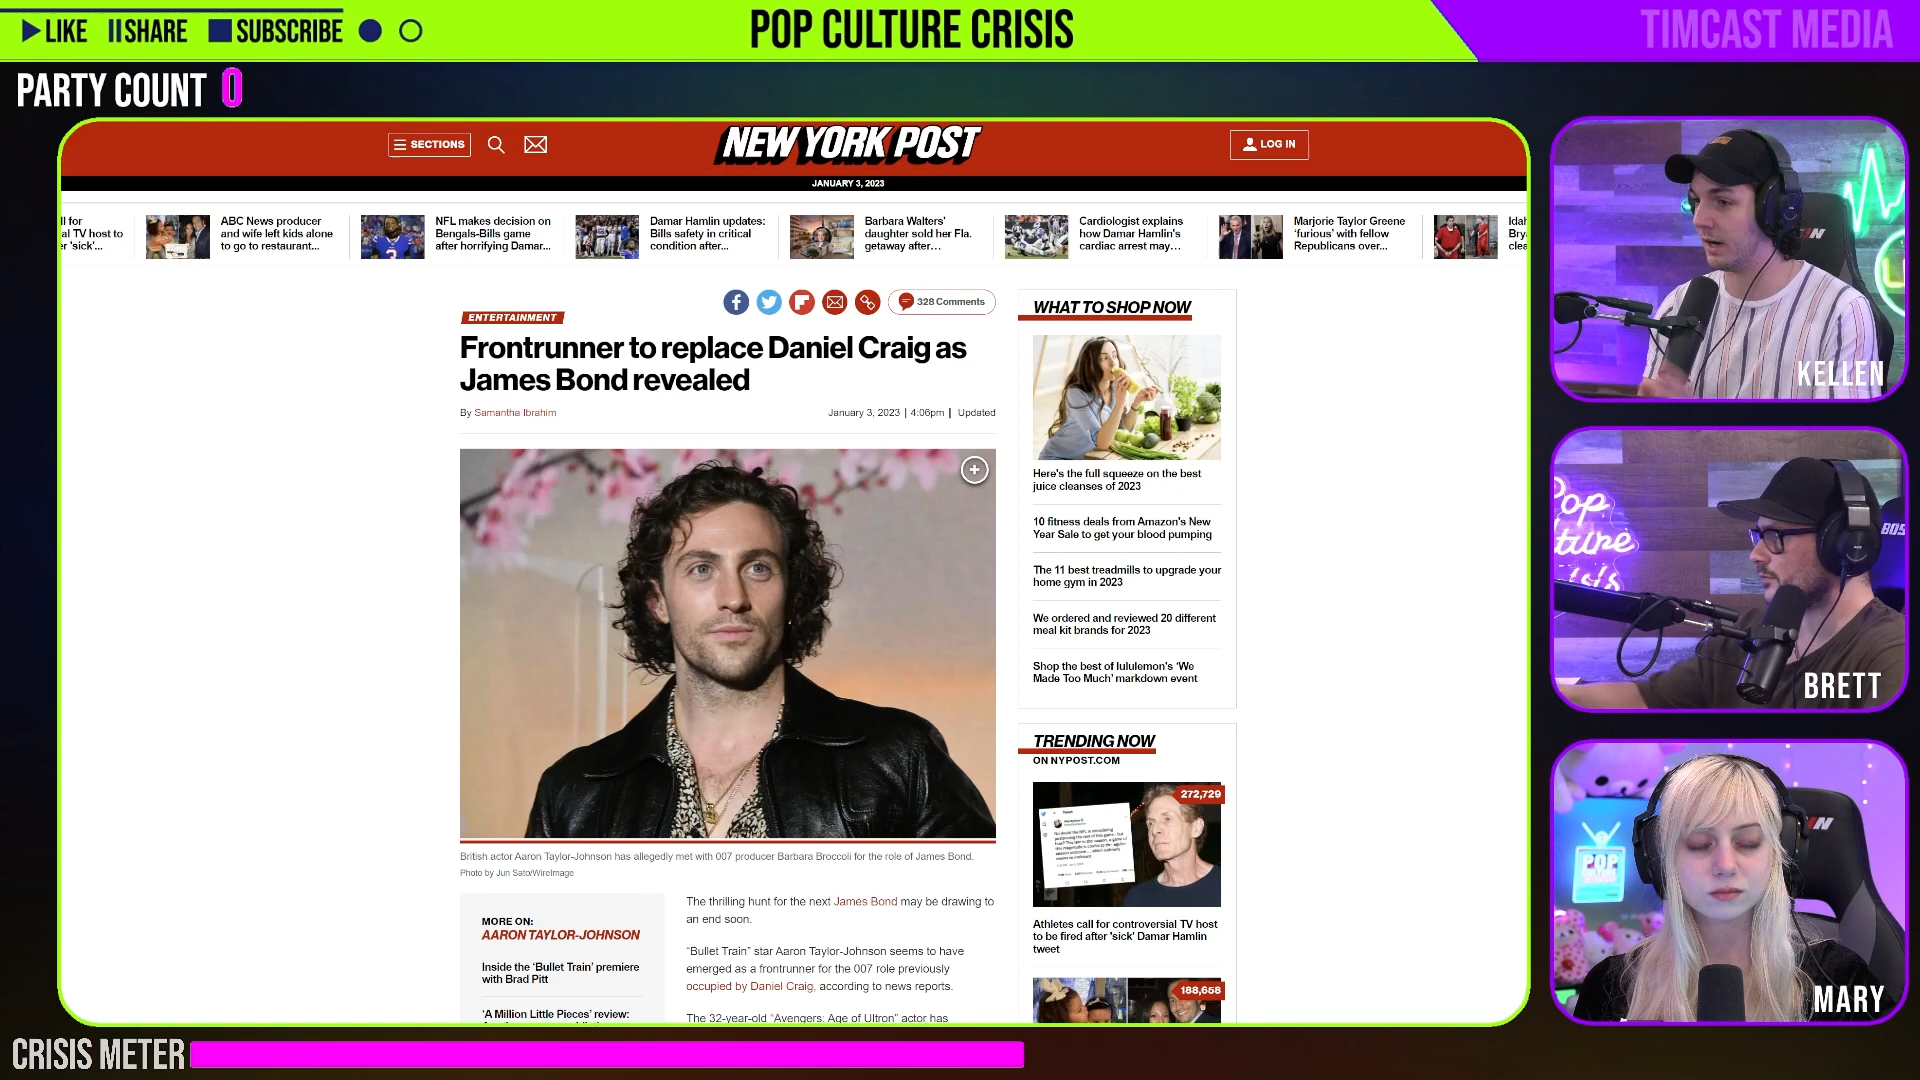 LIKE SHARE SUBSCRIBE
POP CULTURE CRISIS
TIMCAST MEDIA
PARTY COUNT 0
SECTIONS
NEW YORK POST
LOG IN
JANUARY 3, 2023
ll for
al TV host to
er 'sick'...
ABC News producer
and wife left kids alone
to go to restaurant...
NFL makes decision on
Bengals-Bills game
after horrifying Damar...
Damar Hamlin updates:
Bills safety in critical
condition after...
Barbara Walters'
daughter sold her Fla.
getaway after...
Cardiologist explains
how Damar Hamlin's
cardiac arrest may...
Marjorie Taylor Greene
'furious' with fellow
Republicans over...
Idah
Bry
clea
328 Comments
ENTERTAINMENT
Frontrunner to replace Daniel Craig as
James Bond revealed
By Samantha Ibrahim
January 3, 2023 | 4:06pm | Updated
British actor Aaron Taylor-Johnson has allegedly met with 007 producer Barbara Broccoli for the role of James Bond.
Photo by Jun Sato/WireImage
MORE ON:
AARON TAYLOR-JOHNSON
Inside the 'Bullet Train' premiere
with Brad Pitt
'A Million Little Pieces' review:
The thrilling hunt for the next James Bond may be drawing to
an end soon.
"Bullet Train" star Aaron Taylor-Johnson seems to have
emerged as a frontrunner for the 007 role previously
occupied by Daniel Craig, according to news reports.
The 32-year-old "Avengers: Age of Ultron" actor has
WHAT TO SHOP NOW
Here's the full squeeze on the best
juice cleanses of 2023
10 fitness deals from Amazon's New
Year Sale to get your blood pumping
The 11 best treadmills to upgrade your
home gym in 2023
We ordered and reviewed 20 different
meal kit brands for 2023
Shop the best of lululemon's 'We
Made Too Much' markdown event
TRENDING NOW
ON NYPOST.COM
272,729
Athletes call for controversial TV host
to be fired after 'sick' Damar Hamlin
tweet
188,658
KELLEN
Pop
BRETT
POP
MARY
CRISIS METER